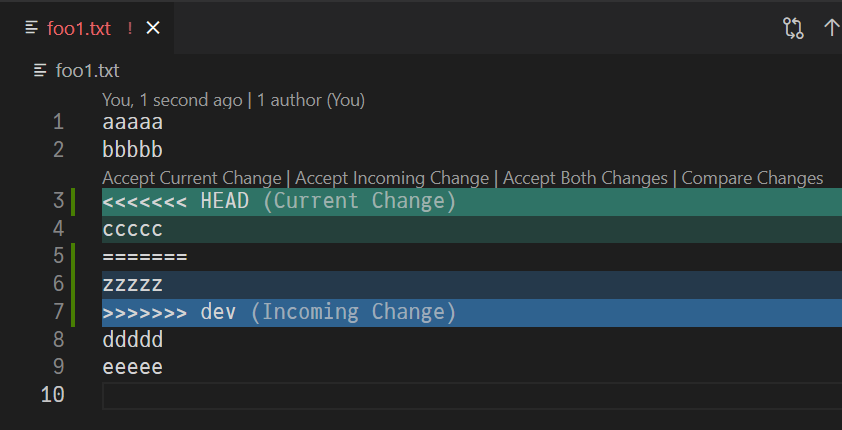 foo1.txt !
foo1.txt
You, 1 second ago | 1 author (You)
1 aaaaa
2 bbbbb
Accept Current Change | Accept Incoming Change | Accept Both Changes | Compare Changes
3 <<<<<<< HEAD (Current Change)
4 ccccc
5 =======
6 zzzzz
7 >>>>>>> dev (Incoming Change)
8 ddddd
9 eeeee
10